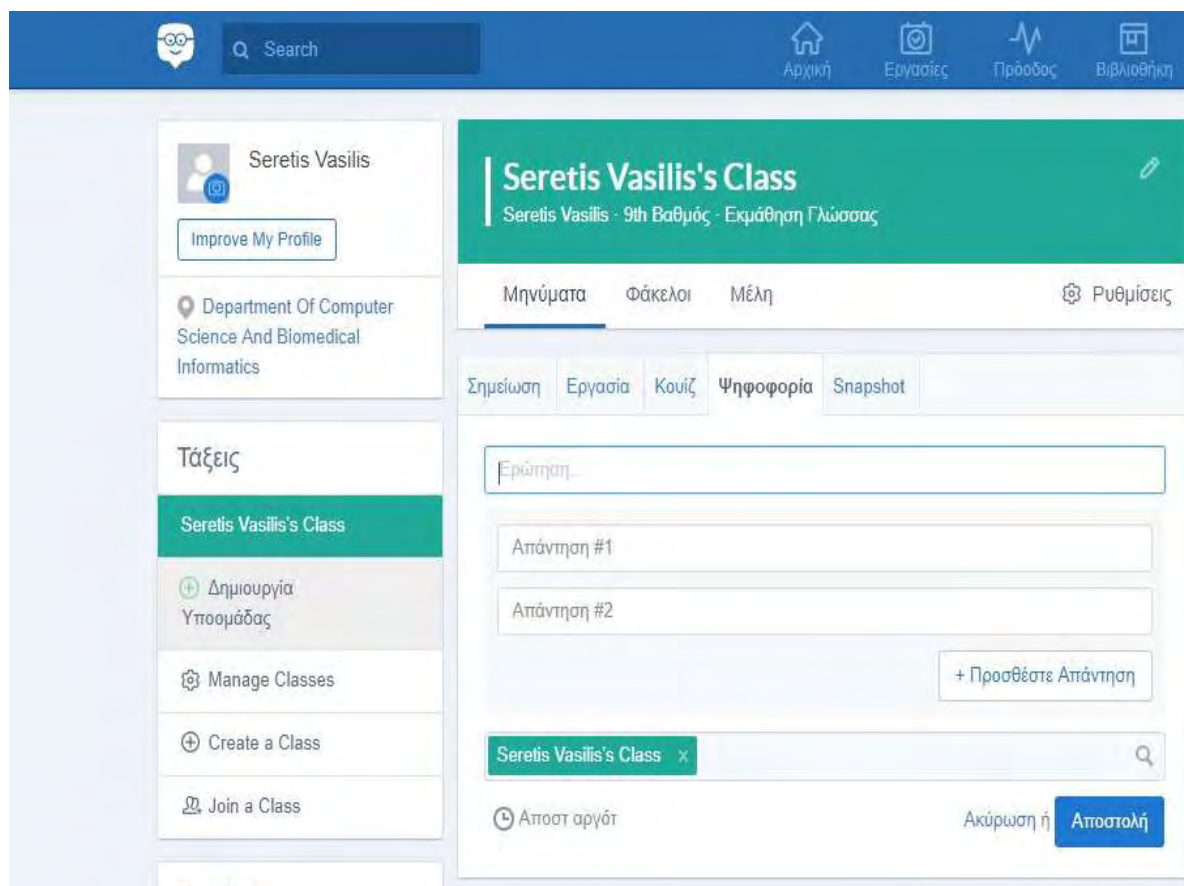 Search
Αρχική
Εργασίες
Πρόοδος
Βιβλιοθήκη
Seretis Vasilis
Improve My Profile
Department Of Computer
Science And Biomedical
Informatics
Τάξεις
Seretis Vasilis's Class
Δημιουργία
Υποομάδας
Manage Classes
Create a Class
Join a Class
Seretis Vasilis's Class
Seretis Vasilis · 9th Βαθμός · Εκμάθηση Γλώσσας
Μηνύματα Φάκελοι Μέλη Ρυθμίσεις
Σημείωση Εργασία Κουίζ Ψηφοφορία Snapshot
Ερώτηση...
Απάντηση #1
Απάντηση #2
+ Προσθέστε Απάντηση
Seretis Vasilis's Class x
Αποστ αργότ
Ακύρωση ή Αποστολή